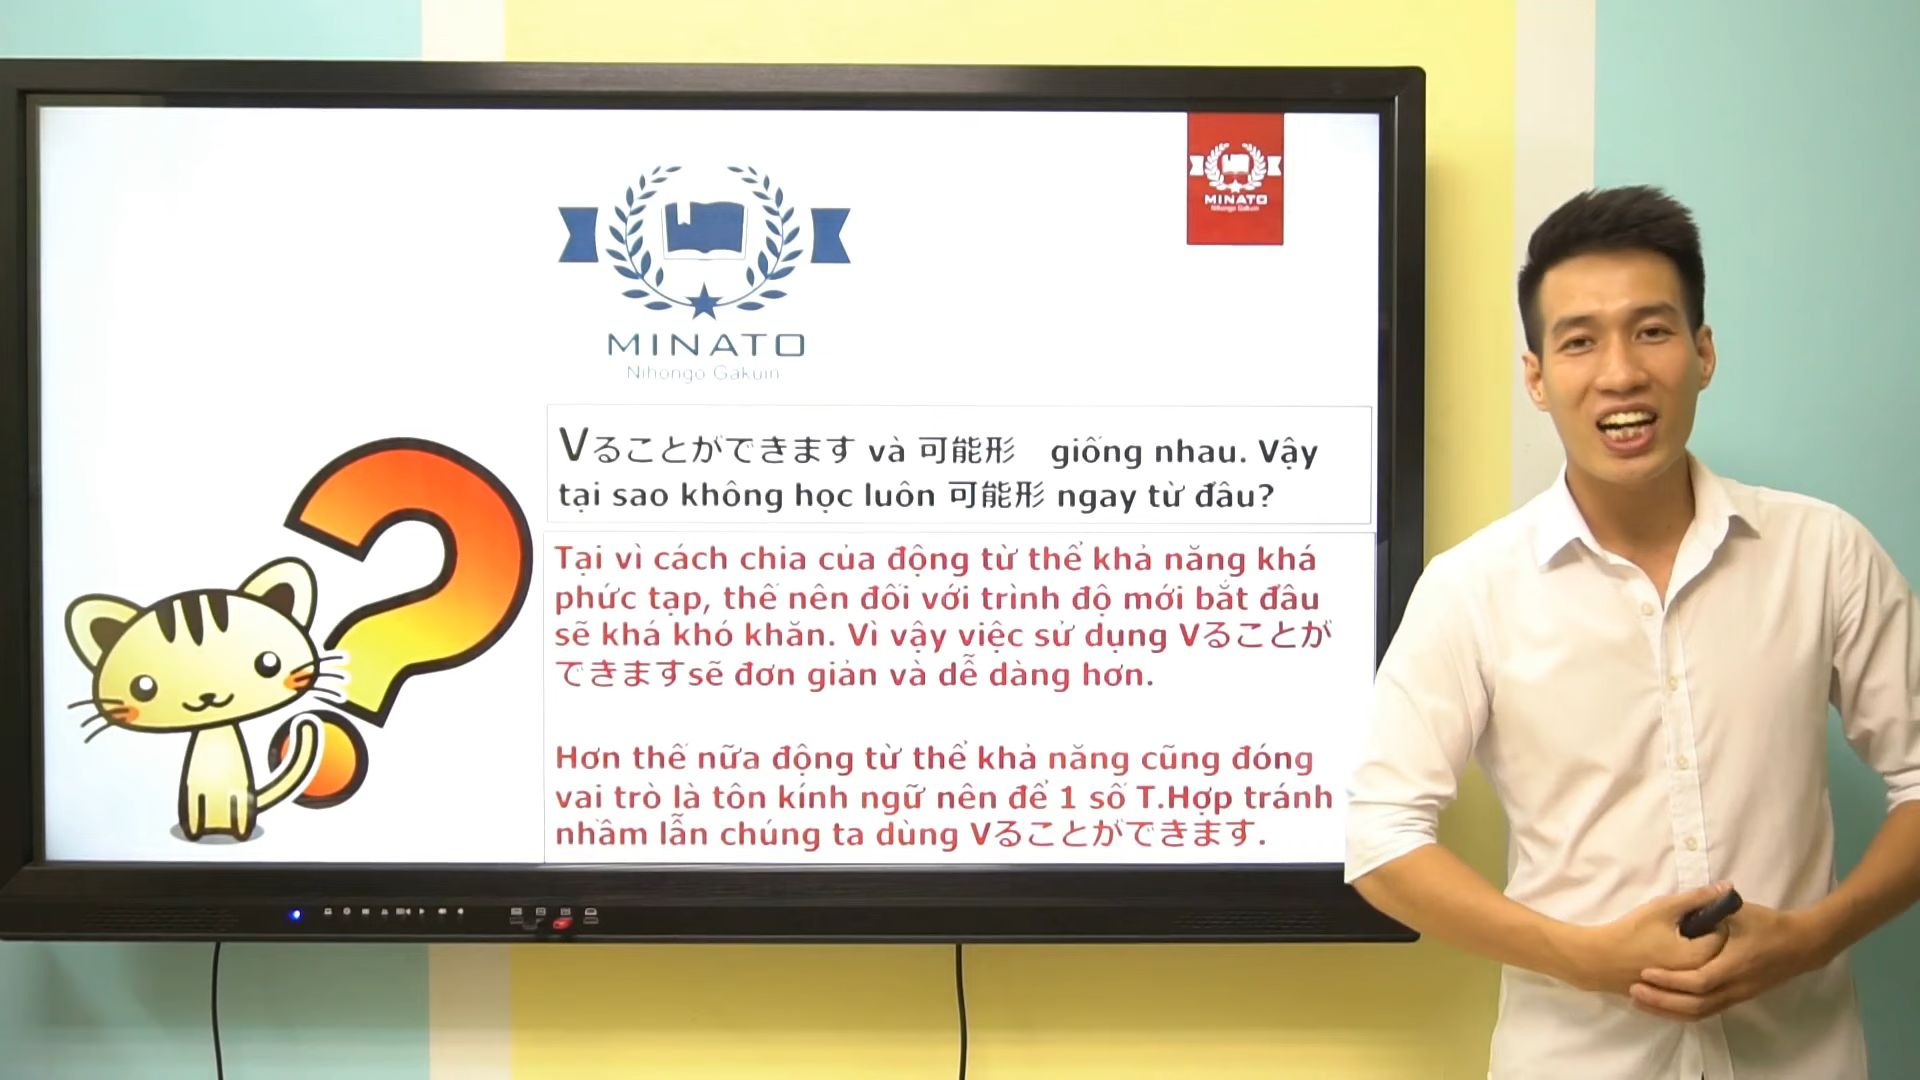 MINATO
Nihongo Gakuin
MINATO
Nihongo Gakuin
Vることができます và 可能形 giống nhau. Vậy
tại sao không học luôn 可能形 ngay từ đầu?
Tại vì cách chia của động từ thể khả năng khá
phức tạp, thế nên đối với trình độ mới bắt đầu
sẽ khá khó khăn. Vì vậy việc sử dụng Vることが
できますsẽ đơn giản và dễ dàng hơn.
Hơn thế nữa động từ thể khả năng cũng đóng
vai trò là tôn kính ngữ nên để 1 số T.Hợp tránh
nhầm lẫn chúng ta dùng Vることができます.